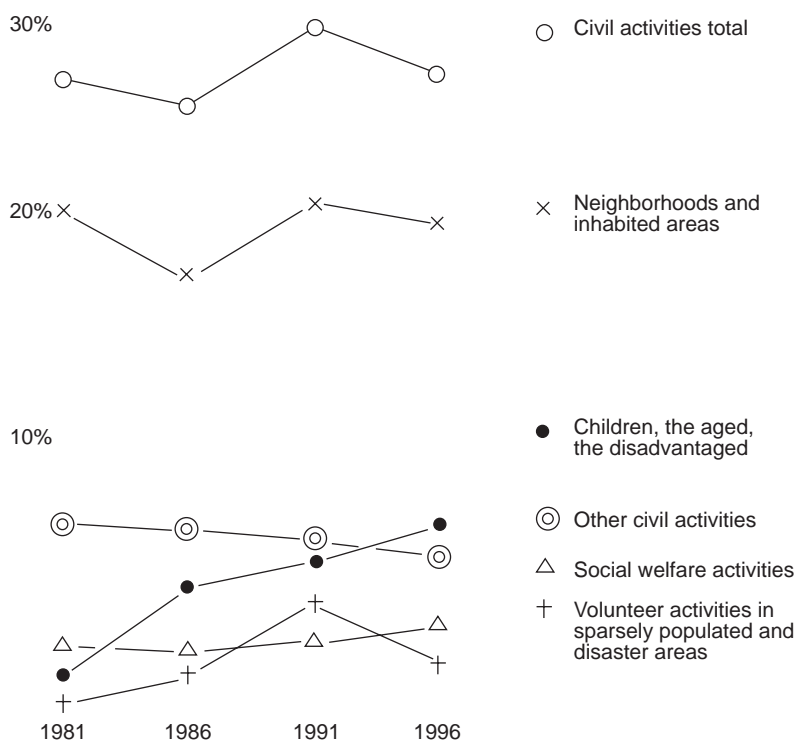 30%
Civil activities total
20%
Neighborhoods and
inhabited areas
10%
Children, the aged,
the disadvantaged
Other civil activities
Social welfare activities
Volunteer activities in
sparsely populated and
disaster areas
1981 1986 1991 1996